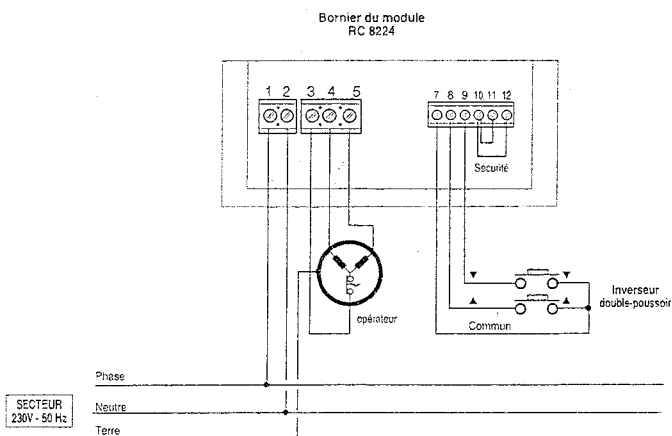 Bornier du module
RC 8224
1 2 3 4 5
7 8 9 10 11 12
Sécurité
opérateur
Inverseur
double-poussoir
Commun
Phase
SECTEUR
230V - 50 Hz
Neutre
Terre